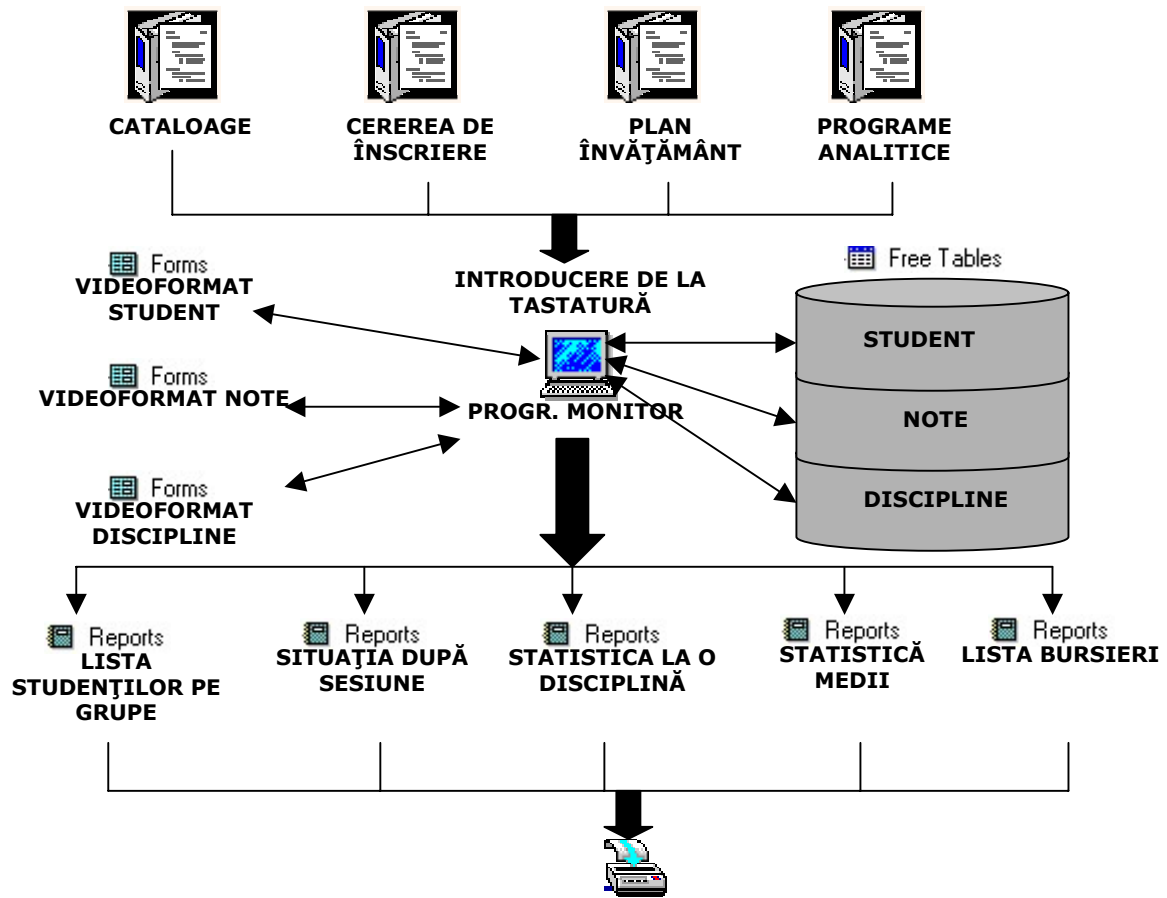 CATALOAGE
CEREREA DE
ÎNSCRIERE
PLAN
ÎNVĂŢĂMÂNT
PROGRAME
ANALITICE
Forms
VIDEOFORMAT
STUDENT
INTRODUCERE DE LA
TASTATURĂ
Free Tables
STUDENT
Forms
VIDEOFORMAT NOTE
PROGR. MONITOR
NOTE
Forms
VIDEOFORMAT
DISCIPLINE
DISCIPLINE
Reports
LISTA
STUDENŢILOR PE
GRUPE
Reports
SITUAŢIA DUPĂ
SESIUNE
Reports
STATISTICA LA O
DISCIPLINĂ
Reports
STATISTICĂ
MEDII
Reports
LISTA BURSIERI